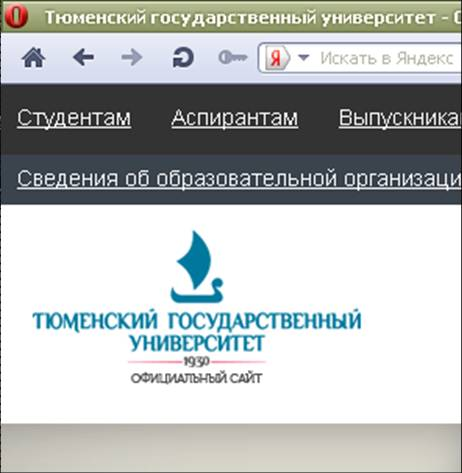 Тюменский государственный университет - 
Я Искать в Яндекс
Студентам Аспирантам Выпускника
Сведения об образовательной организаци
ТЮМЕНСКИЙ ГОСУДАРСТВЕННЫЙ
УНИВЕРСИТЕТ
1930
ОФИЦИАЛЬНЫЙ САЙТ